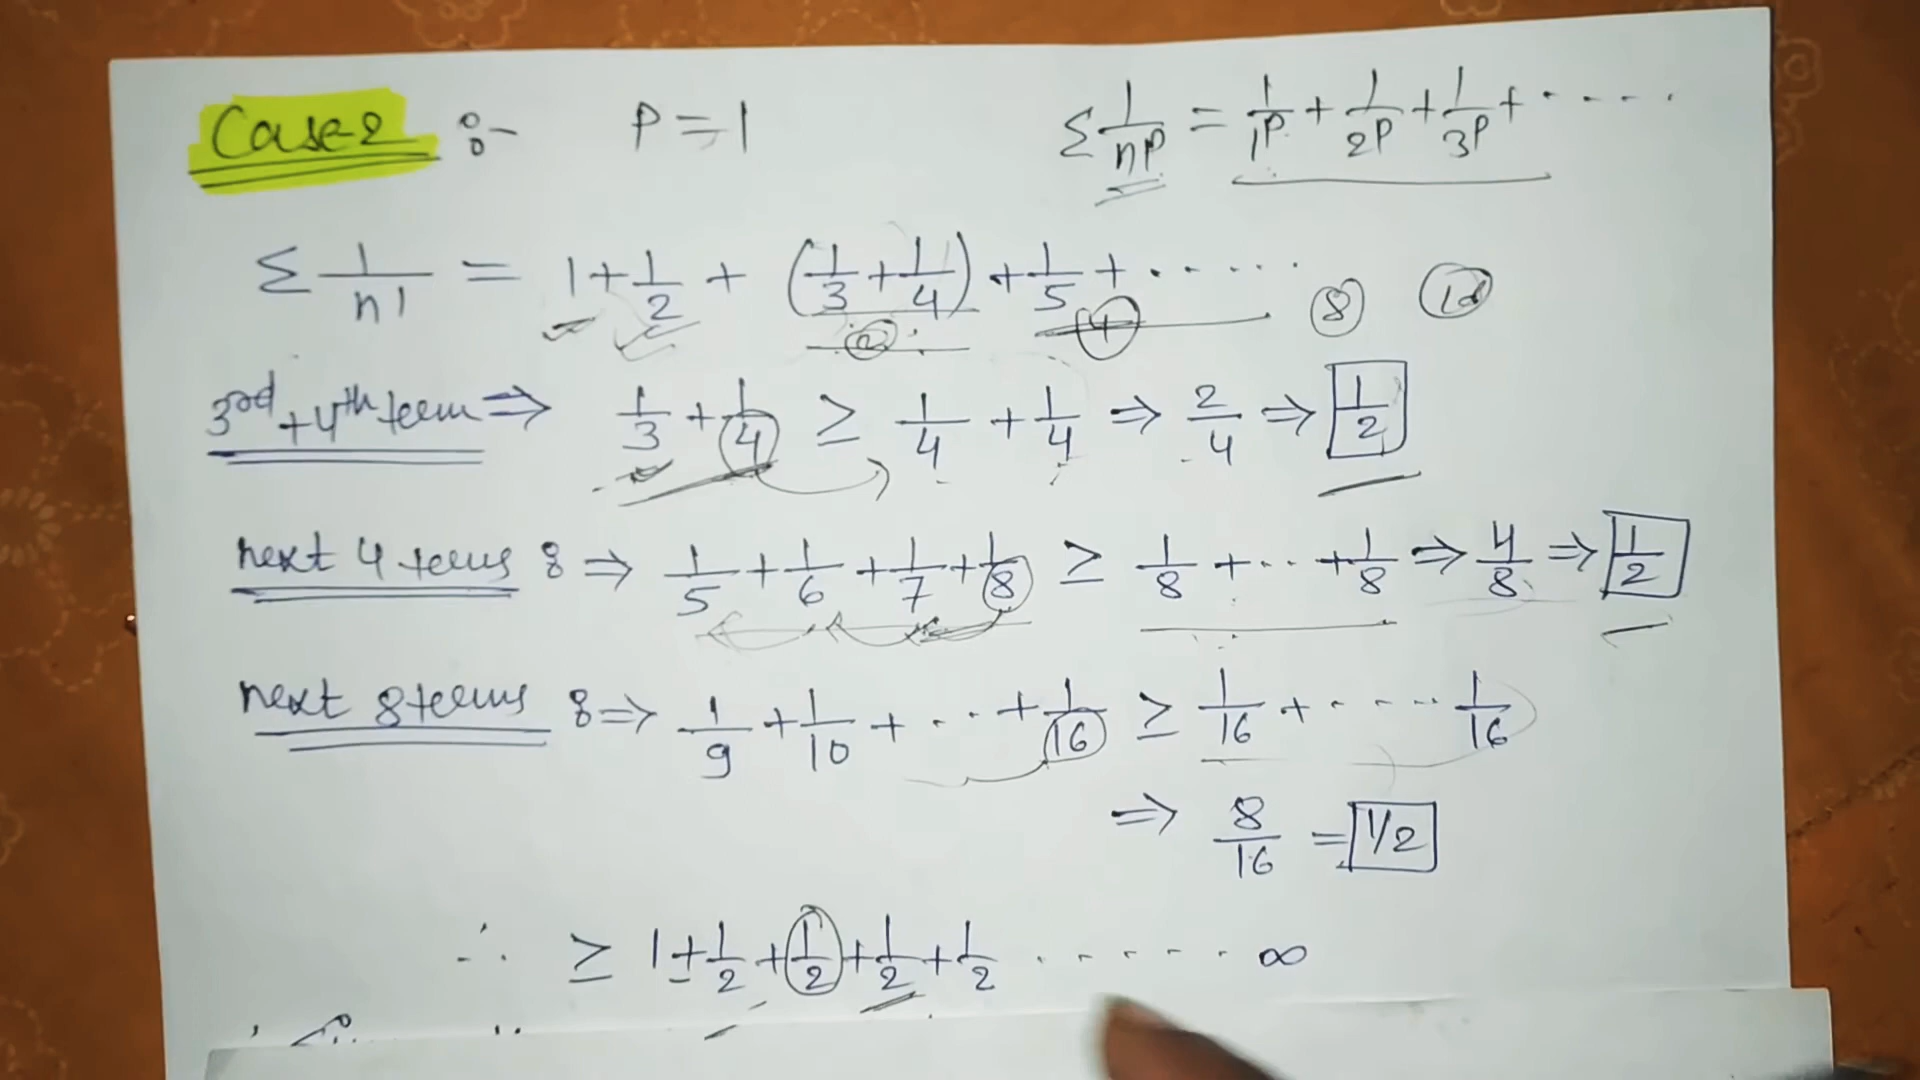 Case 2 :- P = 1 Σ 1/n^P = 1/1^P + 1/2^P + 1/3^P + ·····
Σ 1/n^1 = 1 + 1/2 + (1/3 + 1/4) + 1/5 + ······
② ④ ⑧
3rd + 4th term ⇒ 1/3 + 1/4 ≥ 1/4 + 1/4 ⇒ 2/4 ⇒ 1/2
next 4 terms : ⇒ 1/5 + 1/6 + 1/7 + 1/8 ≥ 1/8 + ·· + 1/8 ⇒ 4/8 ⇒ 1/2
next 8 terms : ⇒ 1/9 + 1/10 + ··· + 1/16 ≥ 1/16 + ····· 1/16
⇒ 8/16 = 1/2
∴ ≥ 1 + 1/2 + 1/2 + 1/2 + 1/2 ······ ∞